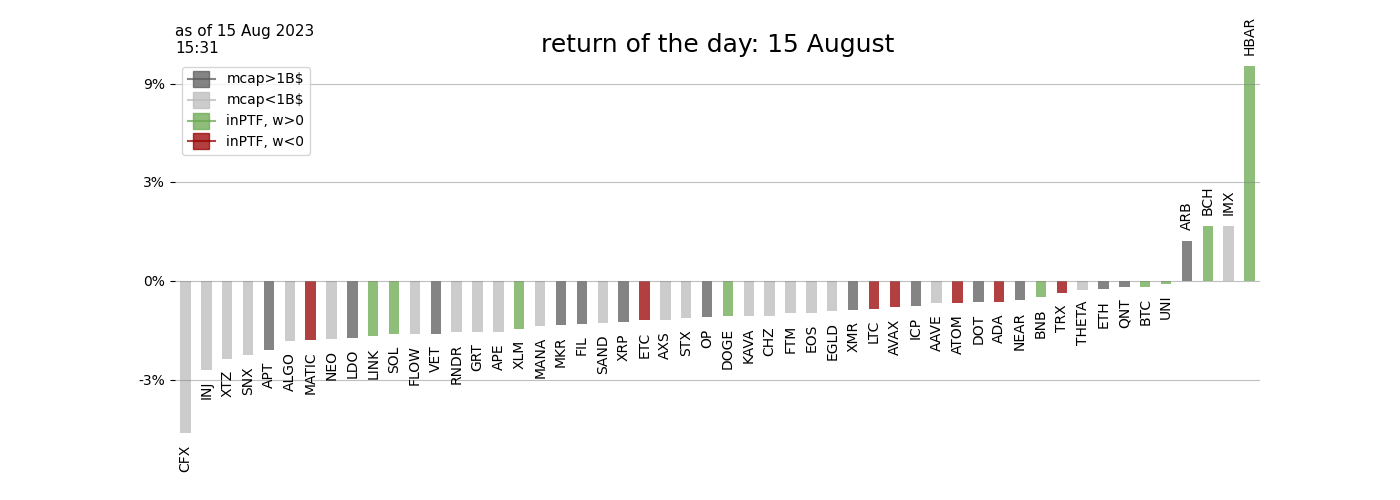 as of 15 Aug 2023
15:31
return of the day: 15 August
mcap>1B$
mcap<1B$
inPTF, w>0
inPTF, w<0
9%
3%
0%
-3%
CFX
INJ
XTZ
SNX
APT
ALGO
MATIC
NEO
LDO
LINK
SOL
FLOW
VET
RNDR
GRT
APE
XLM
MANA
MKR
FIL
SAND
XRP
ETC
AXS
STX
OP
DOGE
KAVA
CHZ
FTM
EOS
EGLD
XMR
LTC
AVAX
ICP
AAVE
ATOM
DOT
ADA
NEAR
BNB
TRX
THETA
ETH
QNT
BTC
UNI
ARB
BCH
IMX
HBAR